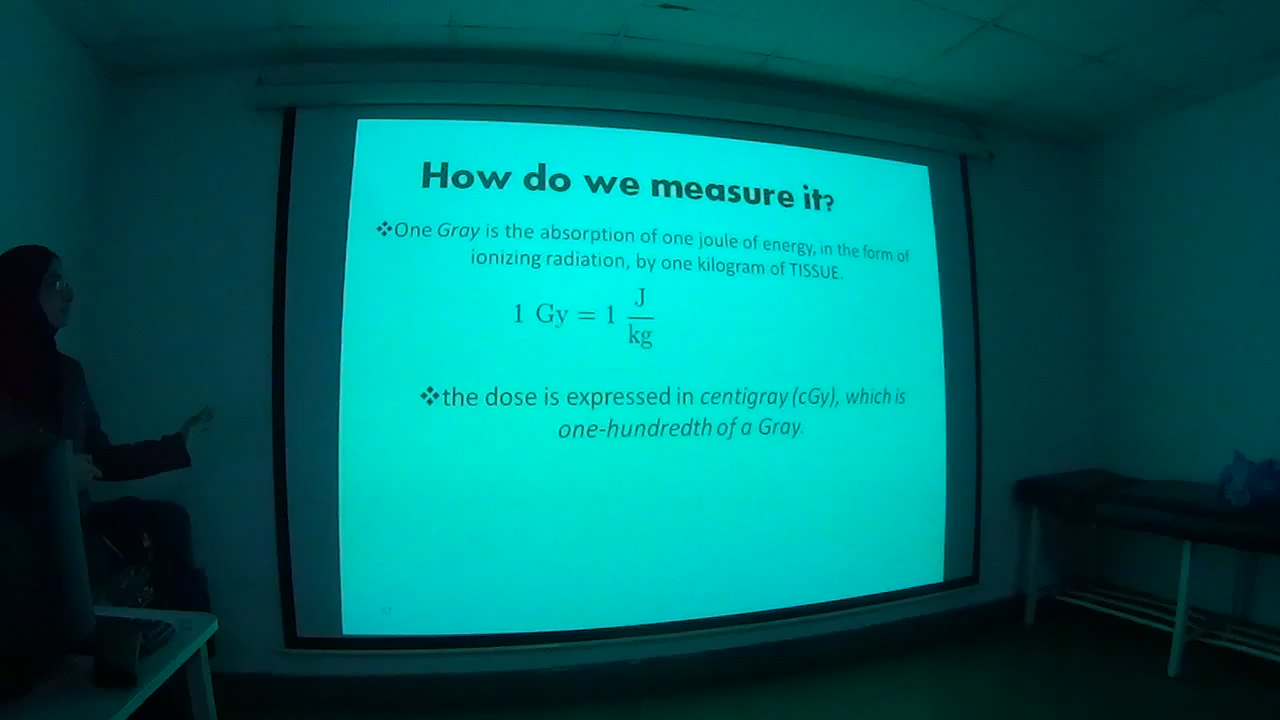 How do we measure it?
❖One Gray is the absorption of one joule of energy, in the form of
ionizing radiation, by one kilogram of TISSUE.
1 Gy = 1 J/kg
❖the dose is expressed in centigray (cGy), which is
one-hundredth of a Gray.